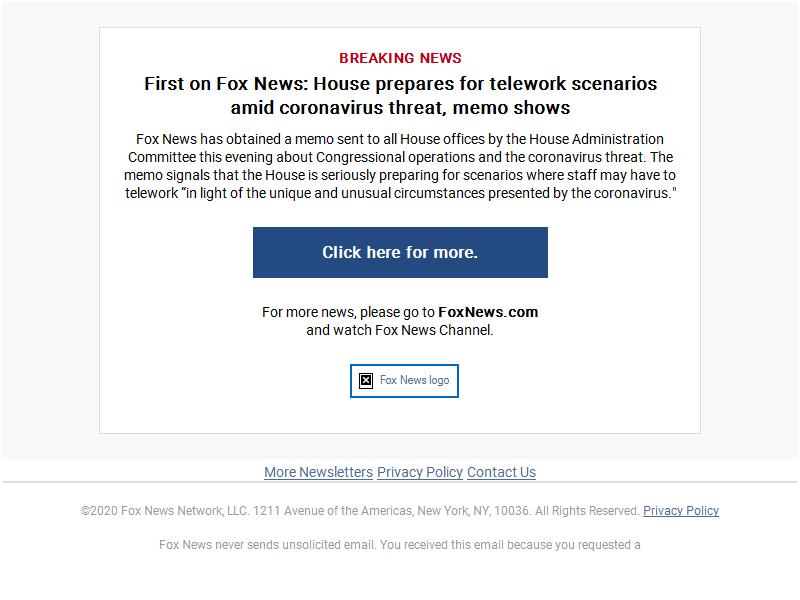 BREAKING NEWS
First on Fox News: House prepares for telework scenarios
amid coronavirus threat, memo shows
Fox News has obtained a memo sent to all House offices by the House Administration
Committee this evening about Congressional operations and the coronavirus threat. The
memo signals that the House is seriously preparing for scenarios where staff may have to
telework “in light of the unique and unusual circumstances presented by the coronavirus."
Click here for more.
For more news, please go to FoxNews.com
and watch Fox News Channel.
Fox News logo
More Newsletters Privacy Policy Contact Us
©2020 Fox News Network, LLC. 1211 Avenue of the Americas, New York, NY, 10036. All Rights Reserved. Privacy Policy
Fox News never sends unsolicited email. You received this email because you requested a